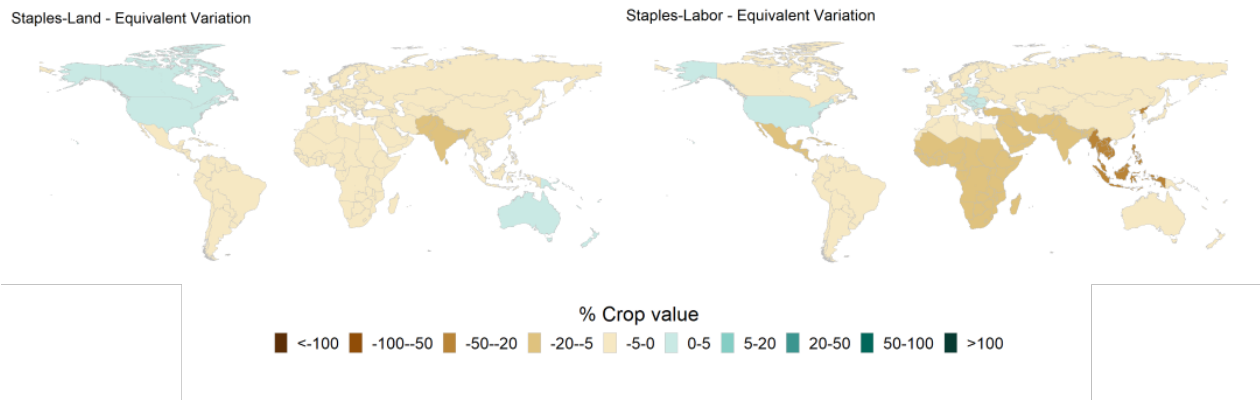 Staples-Land - Equivalent Variation
Staples-Labor - Equivalent Variation
% Crop value
<-100 -100--50 -50--20 -20--5 -5-0 0-5 5-20 20-50 50-100 >100